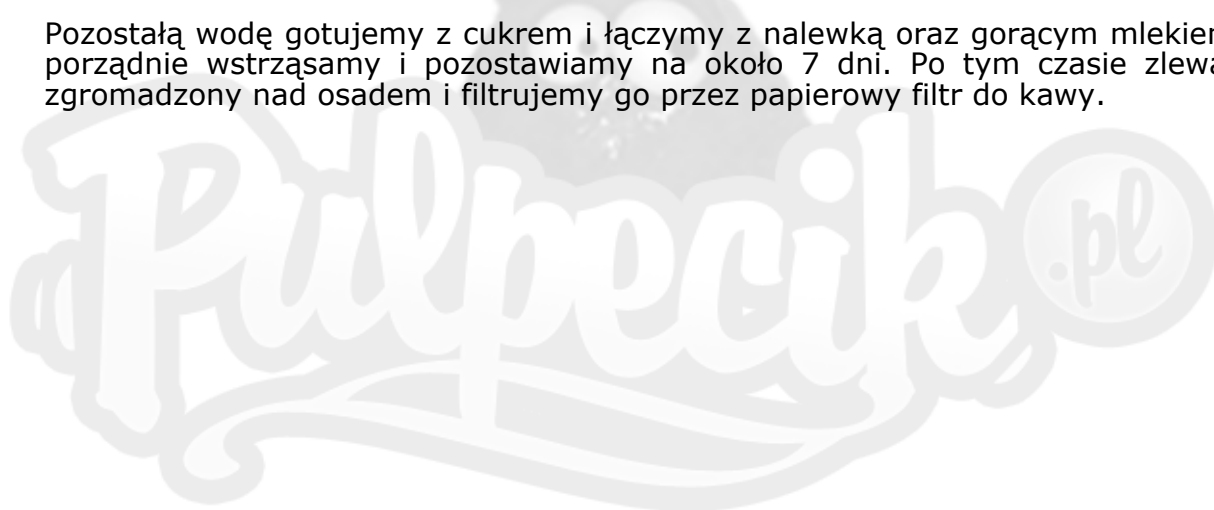 Pozostałą wodę gotujemy z cukrem i łączymy z nalewką oraz gorącym
porządnie wstrząsamy i pozostawiamy na około 7 dni. Po tym czasie
zgromadzony nad osadem i filtrujemy go przez papierowy filtr do kawy.
Pulpecik .pl